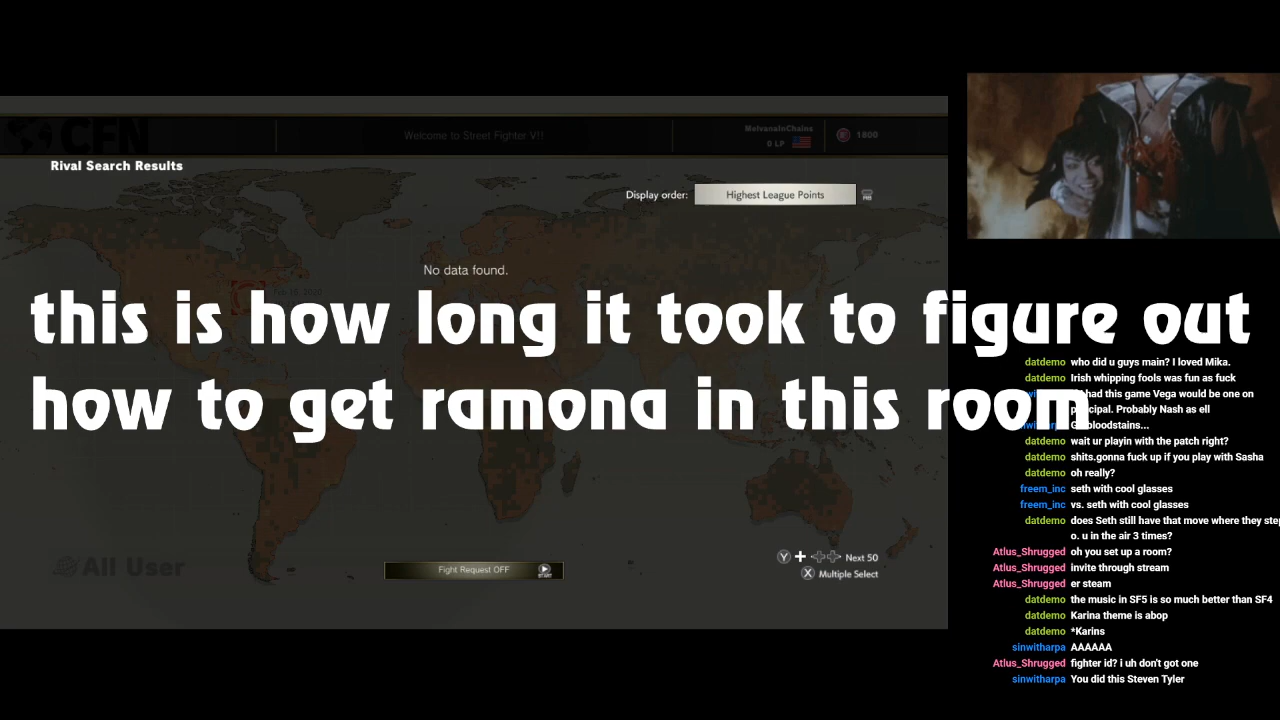 CFN
Welcome to Street Fighter V!!
MelvanaInChains
0 LP
1800
Rival Search Results
Display order:
Highest League Points
No data found.
this is how long it took to figure out
how to get ramona in this room
All User
Fight Request OFF
START
Y
Next 50
X Multiple Select
datdemo who did u guys main? I loved Mika.
datdemo Irish whipping fools was fun as fuck
had this game Vega would be one on
Probably Nash as ell
bloodstains...
datdemo wait ur playin with the patch right?
datdemo shits.gonna fuck up if you play with Sasha
datdemo oh really?
freem_inc seth with cool glasses
freem_inc vs. seth with cool glasses
datdemo does Seth still have that move where they step
o. u in the air 3 times?
Atlus_Shrugged oh you set up a room?
Atlus_Shrugged invite through stream
Atlus_Shrugged er steam
datdemo the music in SF5 is so much better than SF4
datdemo Karina theme is abop
datdemo *Karins
sinwitharpa AAAAAA
Atlus_Shrugged fighter id? i uh don't got one
sinwitharpa You did this Steven Tyler